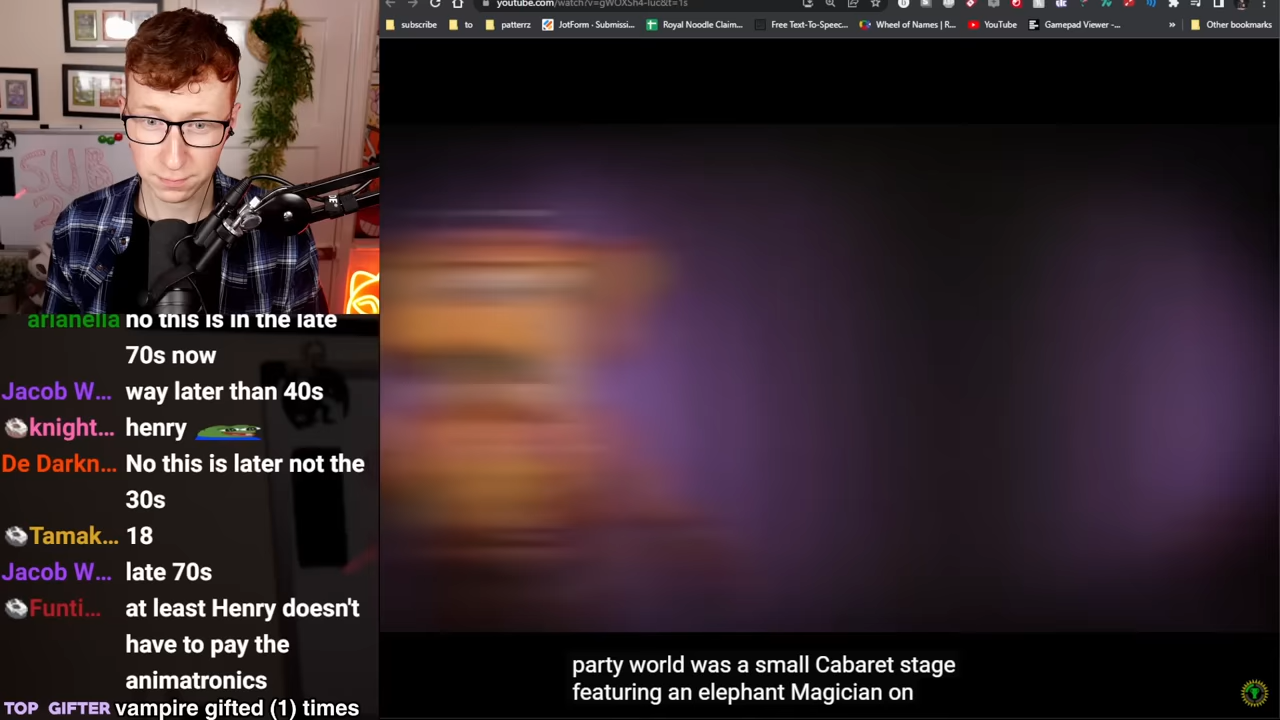 youtube.com/watch?v=gWOXSh4-luc&t=1s
subscribe to patterz JotForm - Submissi... Royal Noodle Claim... Free Text-To-Speec... Wheel of Names | R... YouTube Gamepad Viewer -... » Other bookmarks
SUB
arianella no this is in the late
70s now
Jacob W... way later than 40s
knight... henry
De Darkn... No this is later not the
30s
Tamak... 18
Jacob W... late 70s
Funti... at least Henry doesn't
have to pay the
animatronics
TOP GIFTER vampire gifted (1) times
party world was a small Cabaret stage
featuring an elephant Magician on